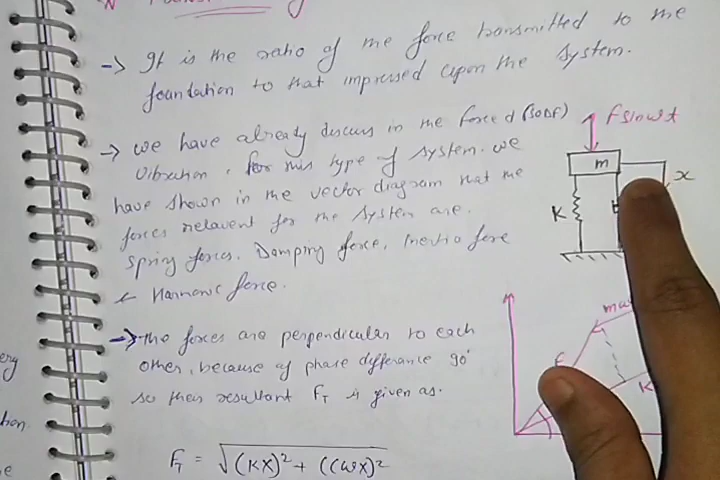 -> It is the ratio of the force transmitted to the
foundation to that impressed upon the system.
-> we have already discuss in the forced (SODF)
Vibration, for this type of system. we
have shown in the vector diagram that the
forces relavent for the system are.
spring forces, Damping force, Inertia force
& Harmonic force.
-> The forces are perpendicular to each
other, because of phase difference 90°
so then resultant FT is given as.
FT = √(KX)² + ((CωX)²
F sinωt
m
x
K
mω
K